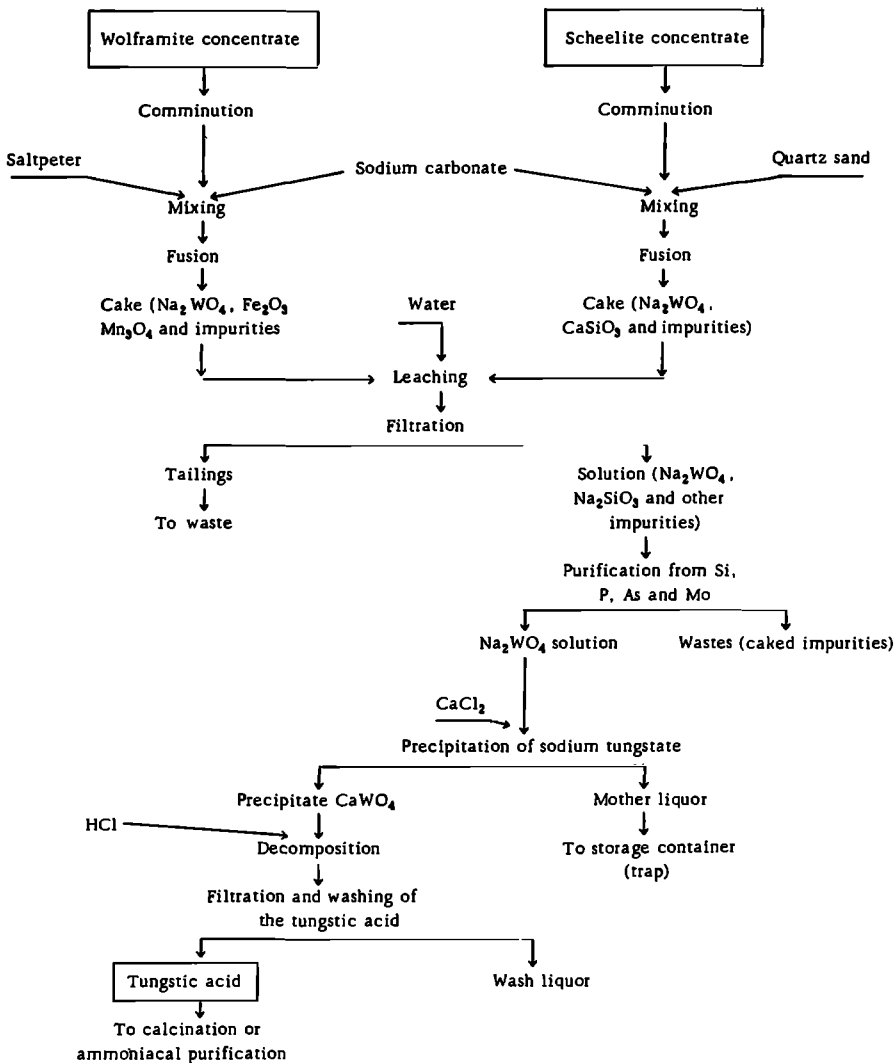 Wolframite concentrate
Scheelite concentrate
Comminution
Comminution
Saltpeter
Sodium carbonate
Quartz sand
Mixing
Mixing
Fusion
Fusion
Cake (Na₂WO₄, Fe₂O₃
Mn₃O₄ and impurities
Water
Cake (Na₂WO₄,
CaSiO₃ and impurities)
Leaching
Filtration
Tailings
To waste
Solution (Na₂WO₄,
Na₂SiO₃ and other
impurities)
Purification from Si,
P, As and Mo
Na₂WO₄ solution
Wastes (caked impurities)
CaCl₂
Precipitation of sodium tungstate
Precipitate CaWO₄
Mother liquor
HCl
Decomposition
To storage container
(trap)
Filtration and washing of
the tungstic acid
Tungstic acid
Wash liquor
To calcination or
ammoniacal purification